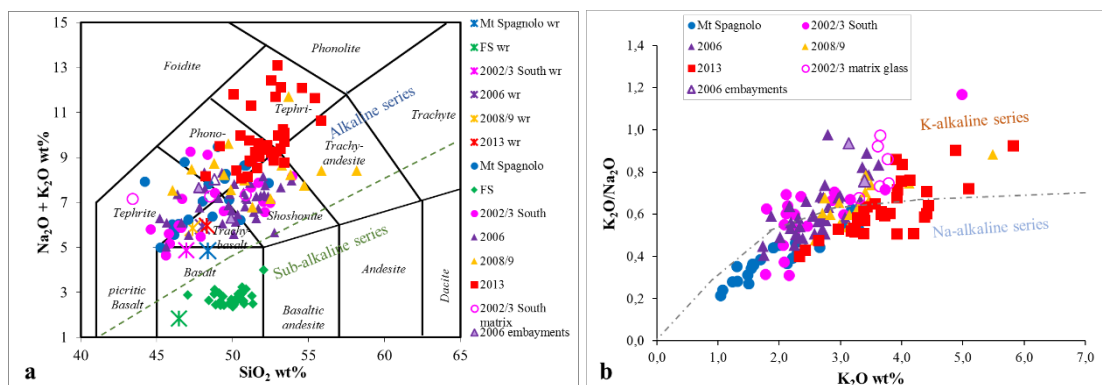 15
13
11
9
7
5
3
1
Na₂O + K₂O wt%
40
45
50
55
60
65
SiO₂ wt%
a
Foidite
Phonolite
Tephri-
Phono-
Trachyte
Trachy-
andesite
Tephrite
Shoshonite
Trachy-
basalt
Basalt
picritic
Basalt
Basaltic
andesite
Andesite
Dacite
Alkaline series
Sub-alkaline series
Mt Spagnolo wr
FS wr
2002/3 South wr
2006 wr
2008/9 wr
2013 wr
Mt Spagnolo
FS
2002/3 South
2006
2008/9
2013
2002/3 South
matrix
2006 embayments
1,4
1,2
1,0
0,8
0,6
0,4
0,2
0,0
K₂O/Na₂O
0,0
1,0
2,0
3,0
4,0
5,0
6,0
7,0
K₂O wt%
b
Mt Spagnolo
2002/3 South
2006
2008/9
2013
2002/3 matrix glass
2006 embayments
K-alkaline series
Na-alkaline series